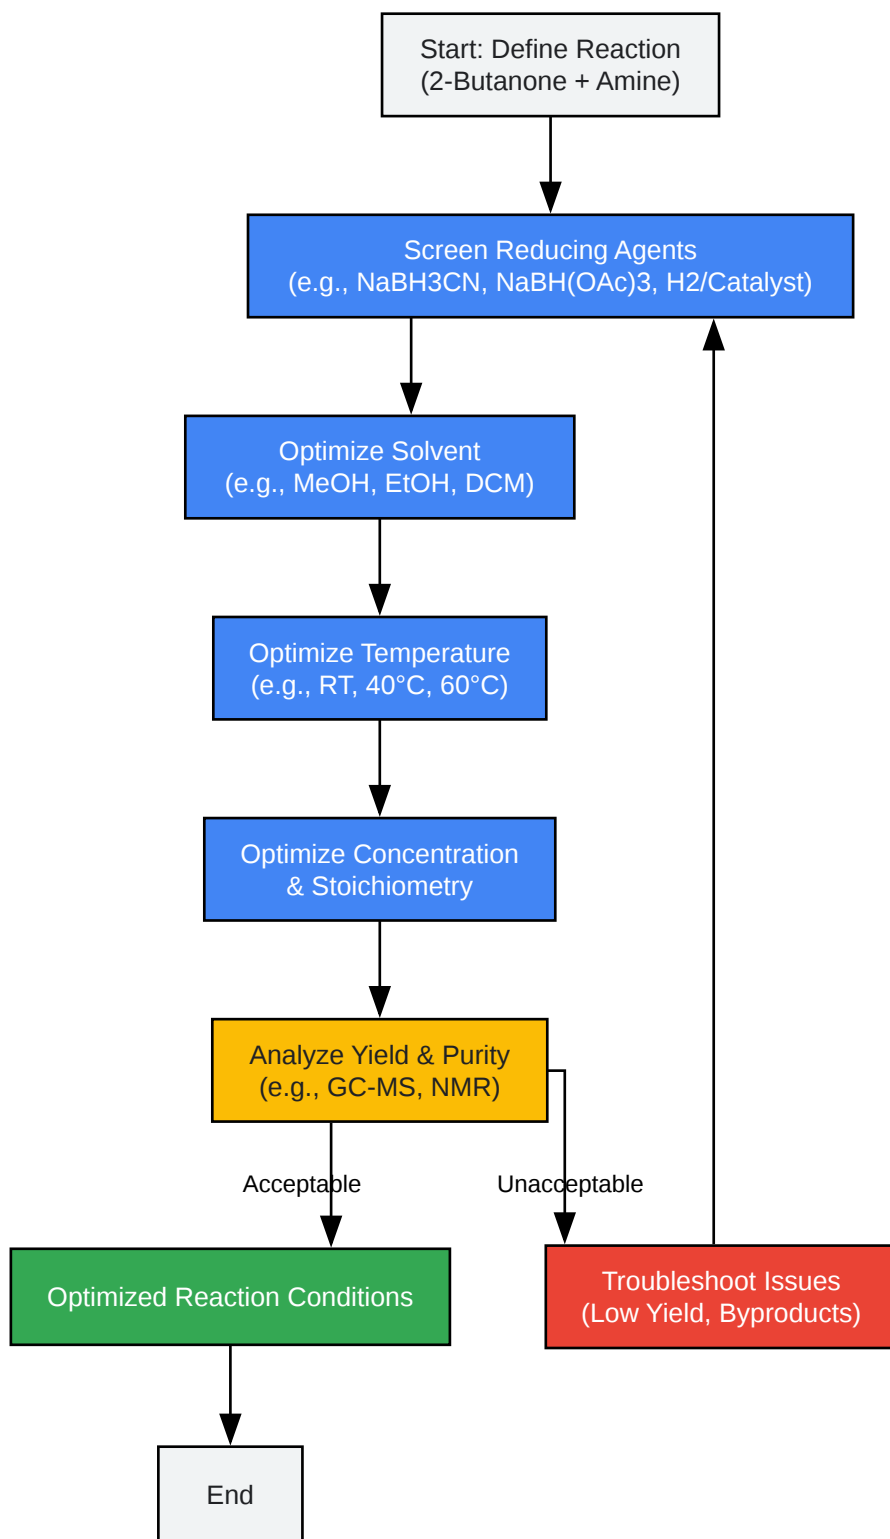 Start: Define Reaction
(2-Butanone + Amine)
Screen Reducing Agents
(e.g., NaBH3CN, NaBH(OAc)3, H2/Catalyst)
Optimize Solvent
(e.g., MeOH, EtOH, DCM)
Optimize Temperature
(e.g., RT, 40°C, 60°C)
Optimize Concentration
& Stoichiometry
Analyze Yield & Purity
(e.g., GC-MS, NMR)
Acceptable
Unacceptable
Optimized Reaction Conditions
Troubleshoot Issues
(Low Yield, Byproducts)
End